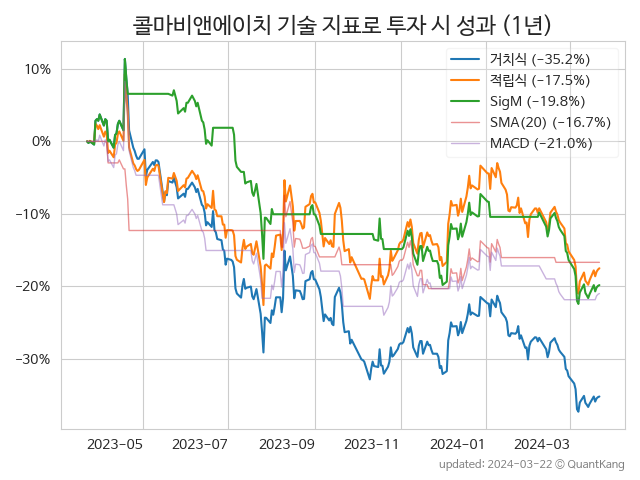 콜마비앤에이치 기술 지표로 투자 시 성과 (1년)
거치식 (−35.2%)
적립식 (−17.5%)
SigM (−19.8%)
SMA(20) (−16.7%)
MACD (−21.0%)
10%
0%
−10%
−20%
−30%
2023-05
2023-07
2023-09
2023-11
2024-01
2024-03
updated: 2024-03-22 © QuantKang